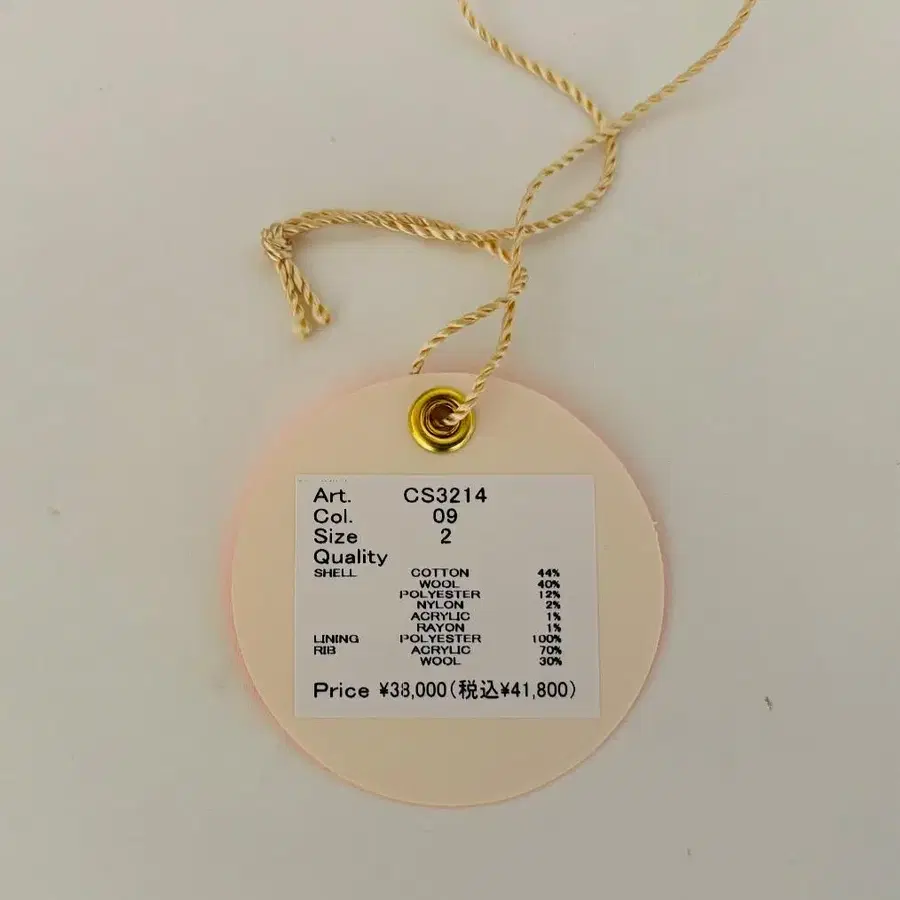 Art. CS3214
Col. 09
Size 2
Quality
SHELL COTTON 44%
WOOL 40%
POLYESTER 12%
NYLON 2%
ACRYLIC 1%
RAYON 1%
LINING POLYESTER 100%
RIB ACRYLIC 70%
WOOL 30%
Price ¥38,000(税込¥41,800)